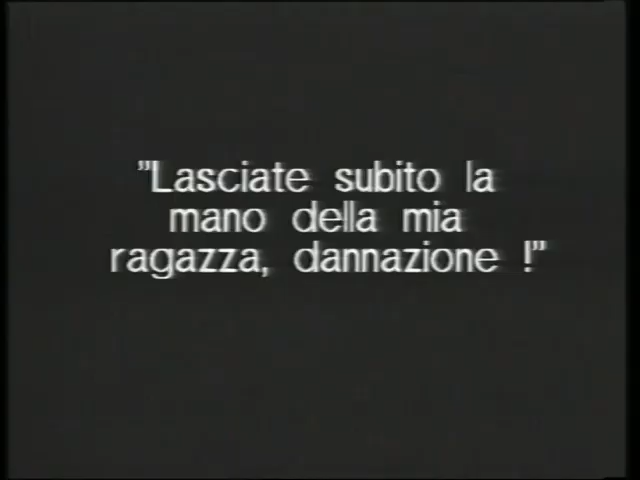 "Lasciate subito la
mano della mia
ragazza, dannazione !"